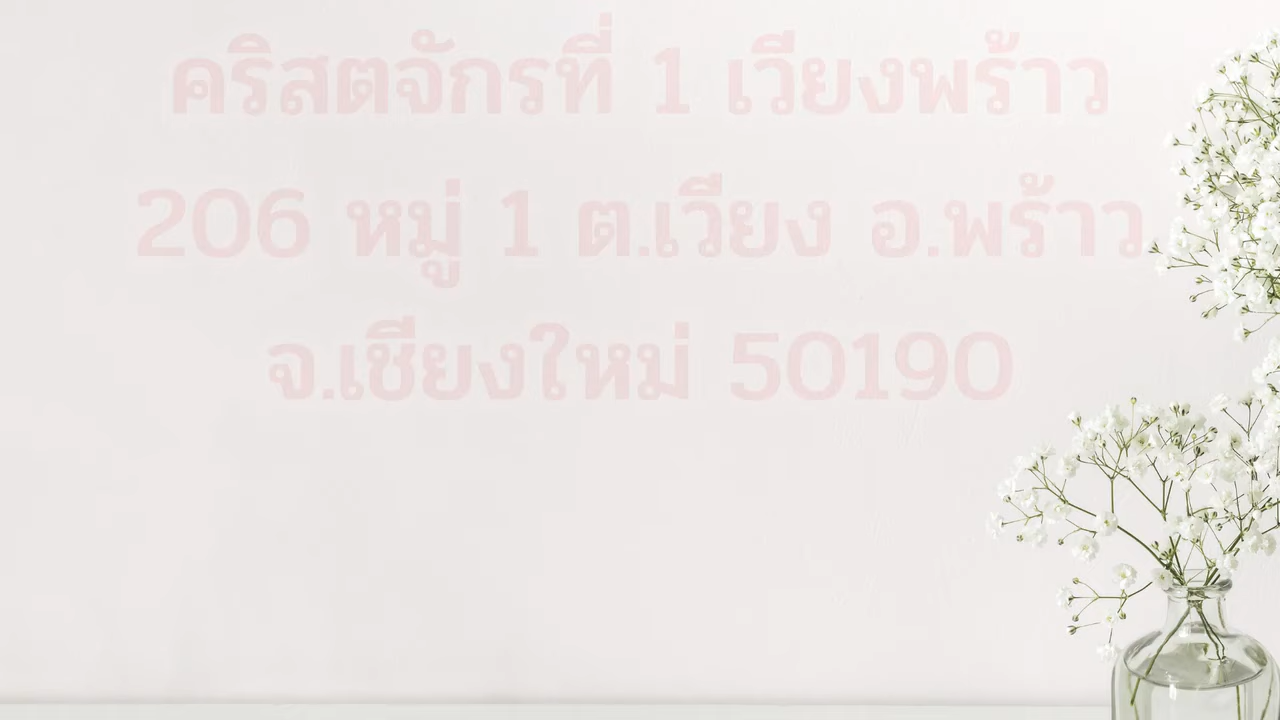 คริสตจักรที่ 1 เวียงพร้าว
206 หมู่ 1 ต.เวียง อ.พร้าว
จ.เชียงใหม่ 50190